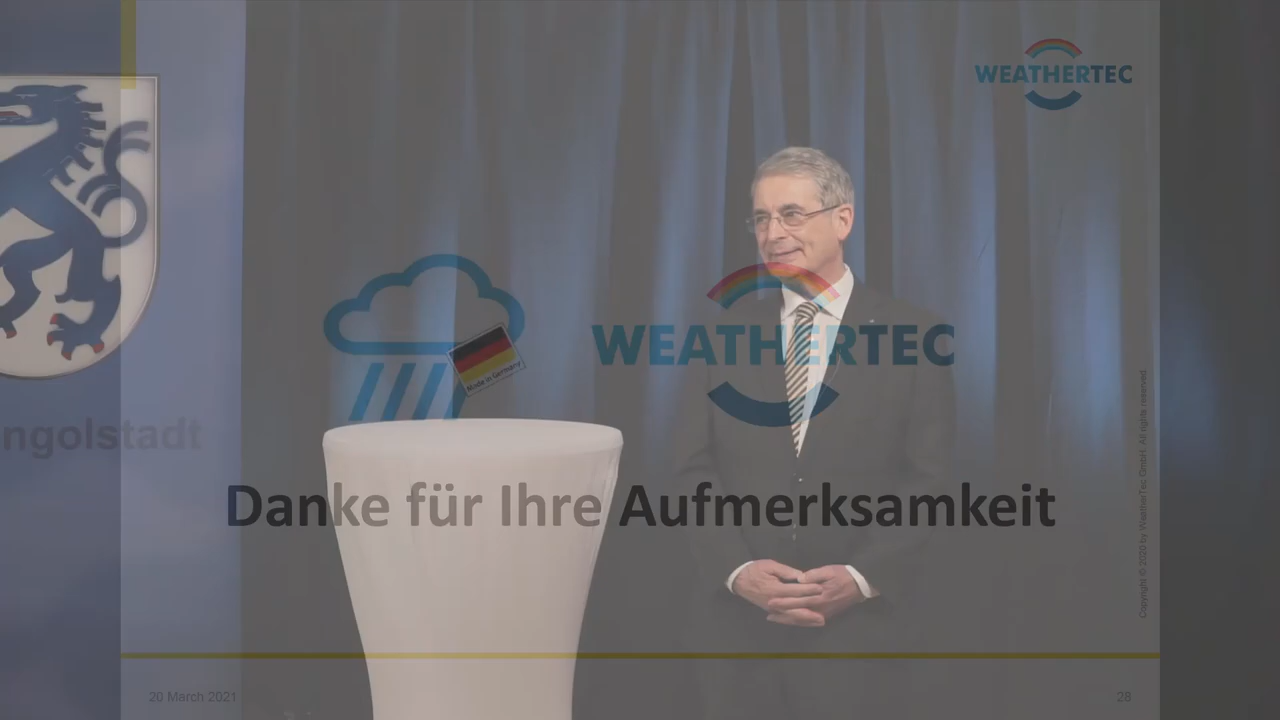 WEATHERTEC
Made in Germany
WEATHERTEC
ngolstadt
Danke für Ihre Aufmerksamkeit
Copyright © 2020 by WeatherTec GmbH. All rights reserved.
20 March 2021
28